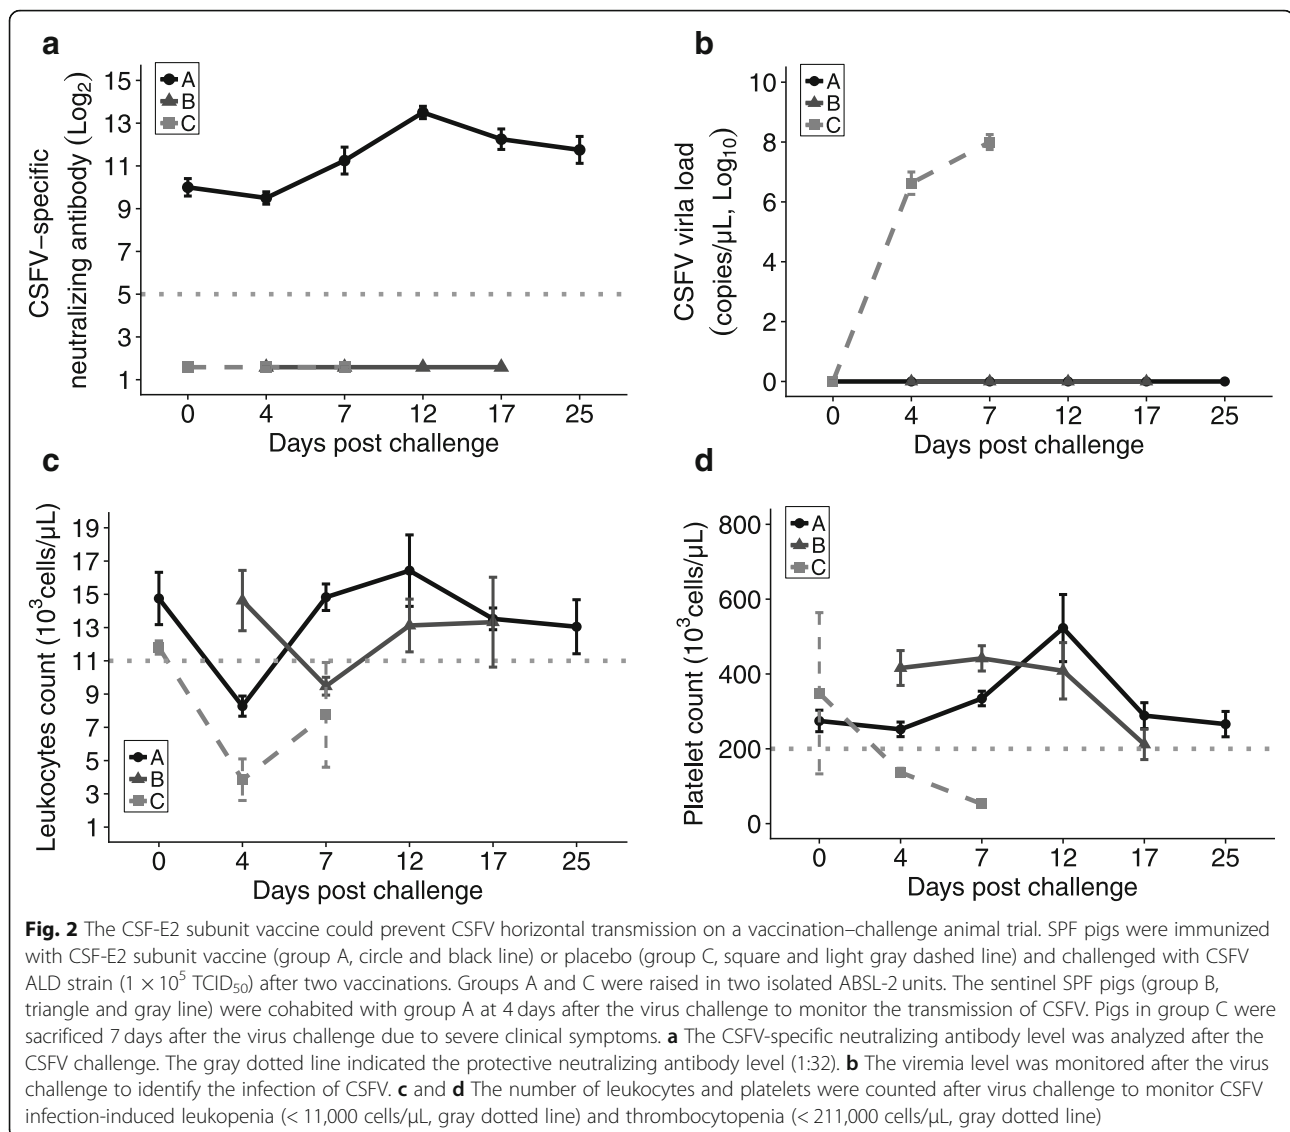 a
CSFV−specific
neutralizing antibody (Log2)
15
13
11
9
7
5
3
1
A
B
C
0 4 7 12 17 25
Days post challenge
b
CSFV virla load
(copies/µL, Log10)
10
8
6
4
2
0
A
B
C
0 4 7 12 17 25
Days post challenge
c
Leukocytes count (10³cells/µL)
19
17
15
13
11
9
7
5
3
1
A
B
C
0 4 7 12 17 25
Days post challenge
d
Platelet count (10³cells/µL)
800
600
400
200
0
A
B
C
0 4 7 12 17 25
Days post challenge
Fig. 2 The CSF-E2 subunit vaccine could prevent CSFV horizontal transmission on a vaccination–challenge animal trial. SPF pigs were immunized
with CSF-E2 subunit vaccine (group A, circle and black line) or placebo (group C, square and light gray dashed line) and challenged with CSFV
ALD strain (1 × 10⁵ TCID₅₀) after two vaccinations. Groups A and C were raised in two isolated ABSL-2 units. The sentinel SPF pigs (group B,
triangle and gray line) were cohabited with group A at 4 days after the virus challenge to monitor the transmission of CSFV. Pigs in group C were
sacrificed 7 days after the virus challenge due to severe clinical symptoms. a The CSFV-specific neutralizing antibody level was analyzed after the
CSFV challenge. The gray dotted line indicated the protective neutralizing antibody level (1:32). b The viremia level was monitored after the virus
challenge to identify the infection of CSFV. c and d The number of leukocytes and platelets were counted after virus challenge to monitor CSFV
infection-induced leukopenia (< 11,000 cells/µL, gray dotted line) and thrombocytopenia (< 211,000 cells/µL, gray dotted line)